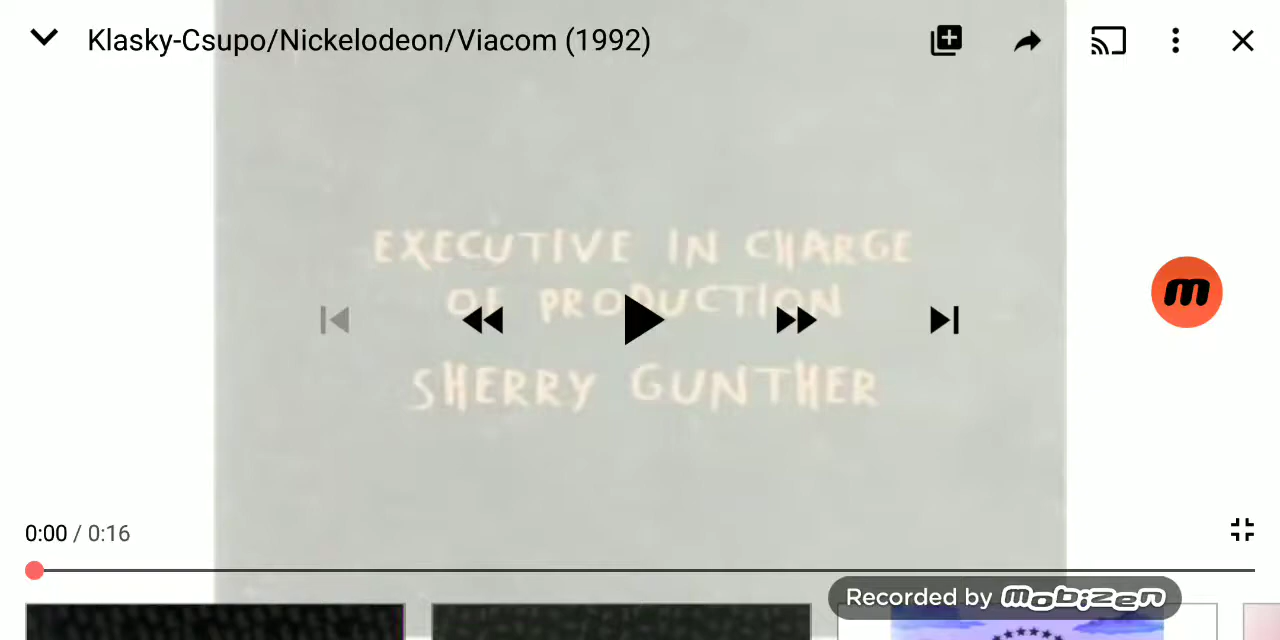 Klasky-Csupo/Nickelodeon/Viacom (1992)
EXECUTIVE IN CHARGE
OF PRODUCTION
SHERRY GUNTHER
m
0:00 / 0:16
Recorded by mobizen